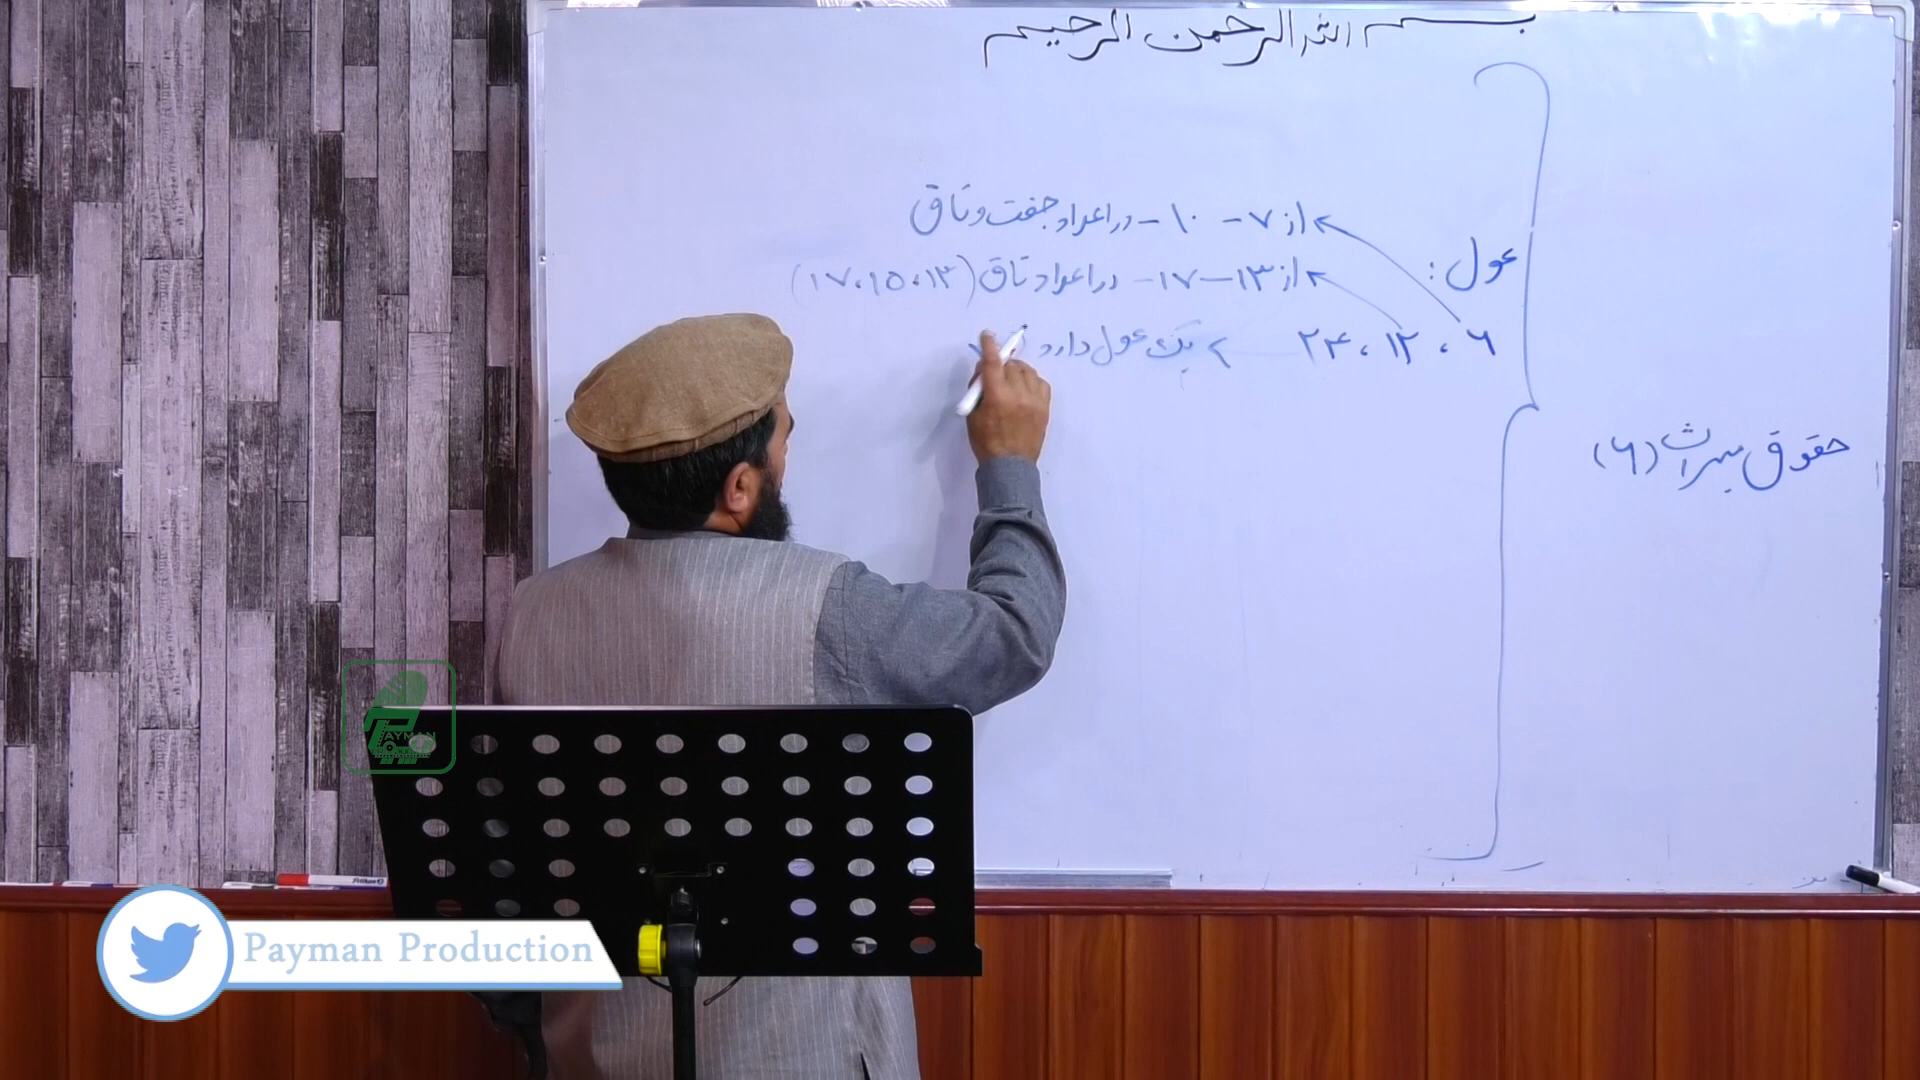 بسم الله الرحمن الرحیم
از ۷ - ۱۰ - در اعداد جفت و تاق
عول:
از ۱۳ - ۱۷ - در اعداد تاق (۱۳، ۱۵، ۱۷)
۶، ۱۲، ۲۴
یک عول دارد
حقوق میراث (۶)
PAYMAN
Payman Production